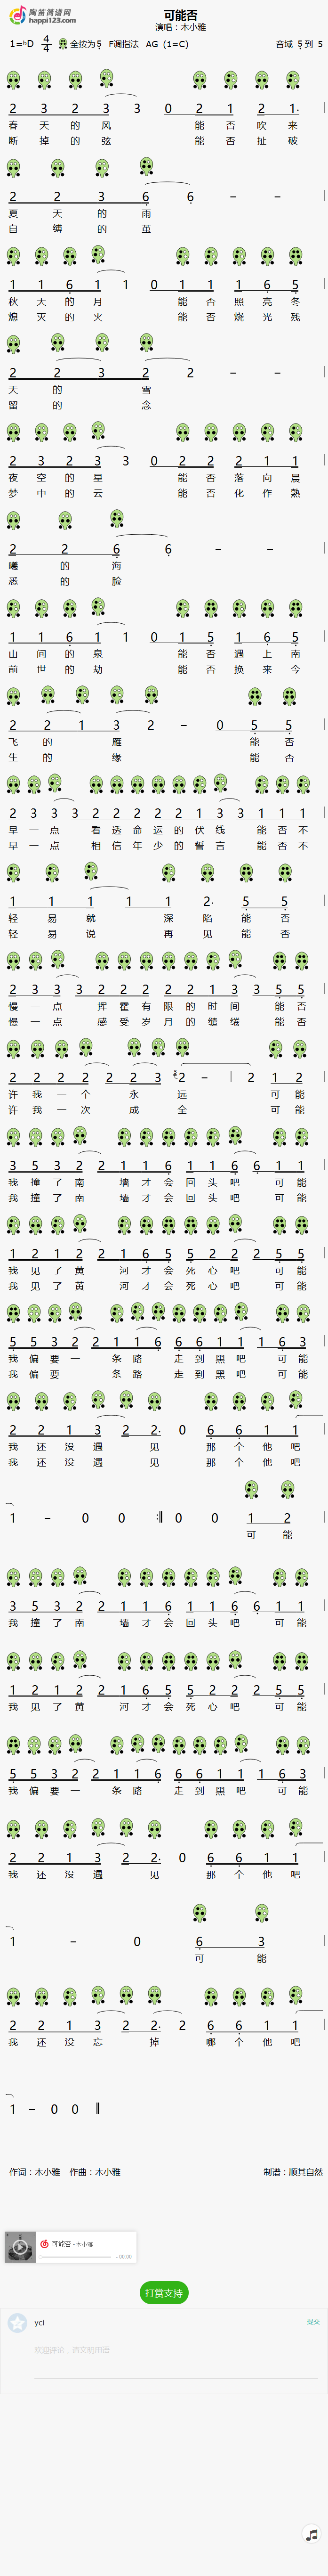 陶笛简谱网
happi123.com
可能否
演唱：木小雅
1=♭D 4/4 全按为5 F调指法 AG (1=C) 音域 5 到 5
2 3 2 3 3 0 2 1 2 1·
春 天 的 风 能 否 吹 来
断 掉 的 弦 能 否 扯 破
2 2 3 6 6 - -
夏 天 的 雨
自 缚 的 茧
1 1 6 1 1 0 1 1 1 6 5
秋 天 的 月 能 否 照 亮 冬
熄 灭 的 火 能 否 烧 光 残
2 2 3 2 2 - -
天 的 雪
留 的 念
2 3 2 3 3 0 2 2 2 1 1
夜 空 的 星 能 否 落 向 晨
梦 中 的 云 能 否 化 作 熟
2 2 6 6 - -
曦 的 海
悉 的 脸
1 1 6 1 1 0 1 5 1 6 5
山 间 的 泉 能 否 遇 上 南
前 世 的 劫 能 否 换 来 今
2 2 1 3 2 - 0 5 5
飞 的 雁 能 否
生 的 缘 能 否
2 3 3 3 2 2 2 2 2 1 3 3 1 1 1
早 一 点 看 透 命 运 的 伏 线 能 否 不
早 一 点 相 信 年 少 的 誓 言 能 否 不
1 1 1 1 1 2· 5 5
轻 易 就 深 陷 能 否
轻 易 说 再 见 能 否
2 3 3 3 2 2 2 2 2 1 3 3 5 5
慢 一 点 挥 霍 有 限 的 时 间 能 否
慢 一 点 感 受 岁 月 的 缱 绻 能 否
2 2 2 2 2 2 3 3 2 - 2 1 2
许 我 一 个 永 远 可 能
许 我 一 次 成 全 可 能
3 5 3 2 2 1 1 6 1 1 6 6 1 1
我 撞 了 南 墙 才 会 回 头 吧 可 能
我 撞 了 南 墙 才 会 回 头 吧 可 能
1 2 1 2 2 1 6 5 5 2 2 2 5 5
我 见 了 黄 河 才 会 死 心 吧 可 能
我 见 了 黄 河 才 会 死 心 吧 可 能
5 5 3 2 2 1 1 6 6 6 1 1 1 6 3
我 偏 要 一 条 路 走 到 黑 吧 可 能
我 偏 要 一 条 路 走 到 黑 吧 可 能
2 2 1 3 2 2· 0 6 6 1 1
我 还 没 遇 见 那 个 他 吧
我 还 没 遇 见 那 个 他 吧
1 - 0 0 :‖ 0 0 1 2
可 能
3 5 3 2 2 1 1 6 1 1 6 6 1 1
我 撞 了 南 墙 才 会 回 头 吧 可 能
1 2 1 2 2 1 6 5 5 2 2 2 5 5
我 见 了 黄 河 才 会 死 心 吧 可 能
5 5 3 2 2 1 1 6 6 6 1 1 1 6 3
我 偏 要 一 条 路 走 到 黑 吧 可 能
2 2 1 3 2 2· 0 6 6 1 1
我 还 没 遇 见 那 个 他 吧
1 - 0 6 3
可 能
2 2 1 3 2 2· 2 6 6 1 1
我 还 没 忘 掉 哪 个 他 吧
1 - 0 0
作词：木小雅 作曲：木小雅 制谱：顺其自然
可能否 - 木小雅
- 00:00
打赏支持
yci 提交
欢迎评论，请文明用语